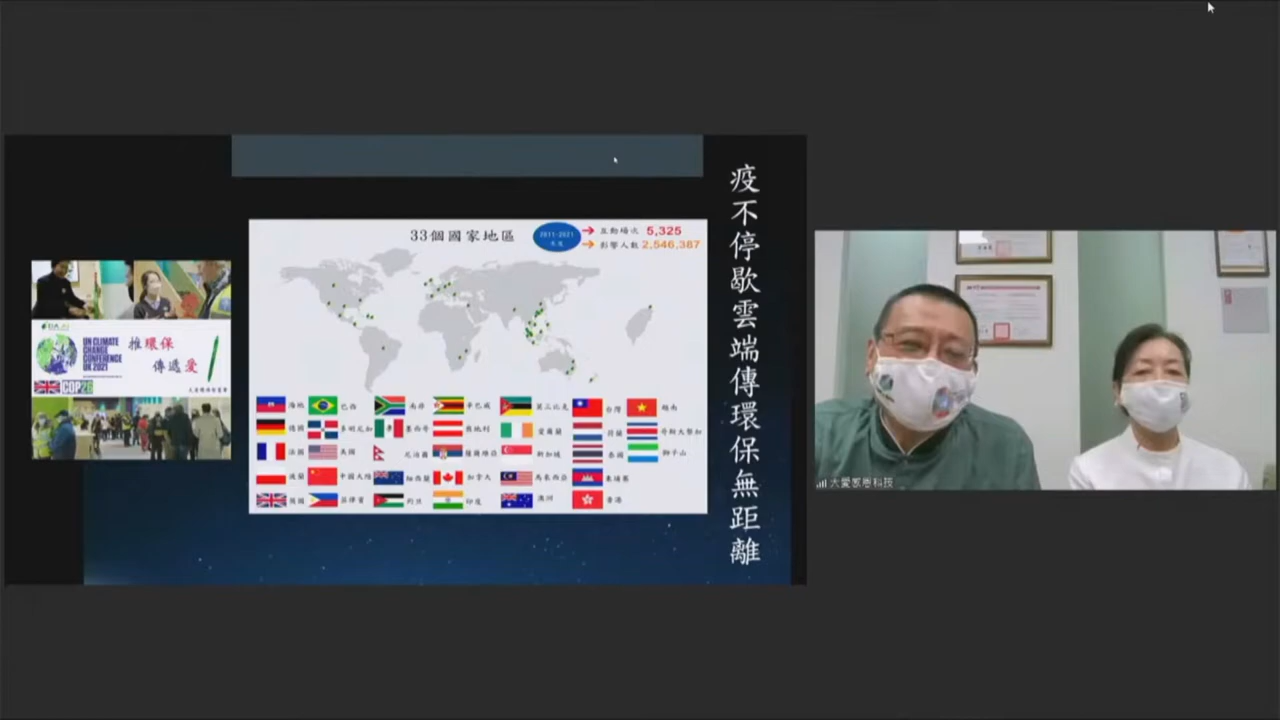 疫不停歇雲端傳環保無距離
33個國家地區
2011-2021
年度
互動場次 5,325
影響人數 2,546,387
UN CLIMATE
CHANGE
CONFERENCE
UK 2021
COP26
推環保
傳遞愛
海地 巴西 南非 辛巴威 莫三比克 台灣 越南
德國 多明尼加 墨西哥 奧地利 愛爾蘭 荷蘭 哥斯大黎加
法國 美國 尼泊爾 塞爾維亞 新加坡 泰國 獅子山
波蘭 中國大陸 紐西蘭 加拿大 馬來西亞 柬埔寨
英國 菲律賓 約旦 印度 澳洲 香港
大愛感恩科技